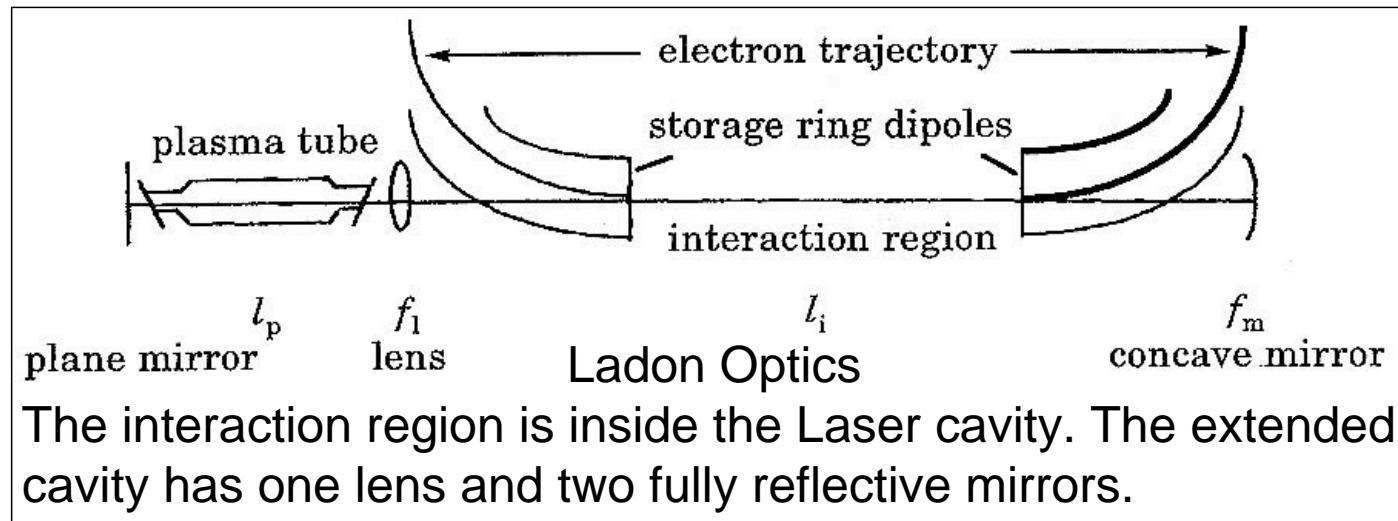 electron trajectory
storage ring dipoles
plasma tube
interaction region
l_p f_l l_i f_m
plane mirror lens concave mirror
Ladon Optics
The interaction region is inside the Laser cavity. The extended
cavity has one lens and two fully reflective mirrors.